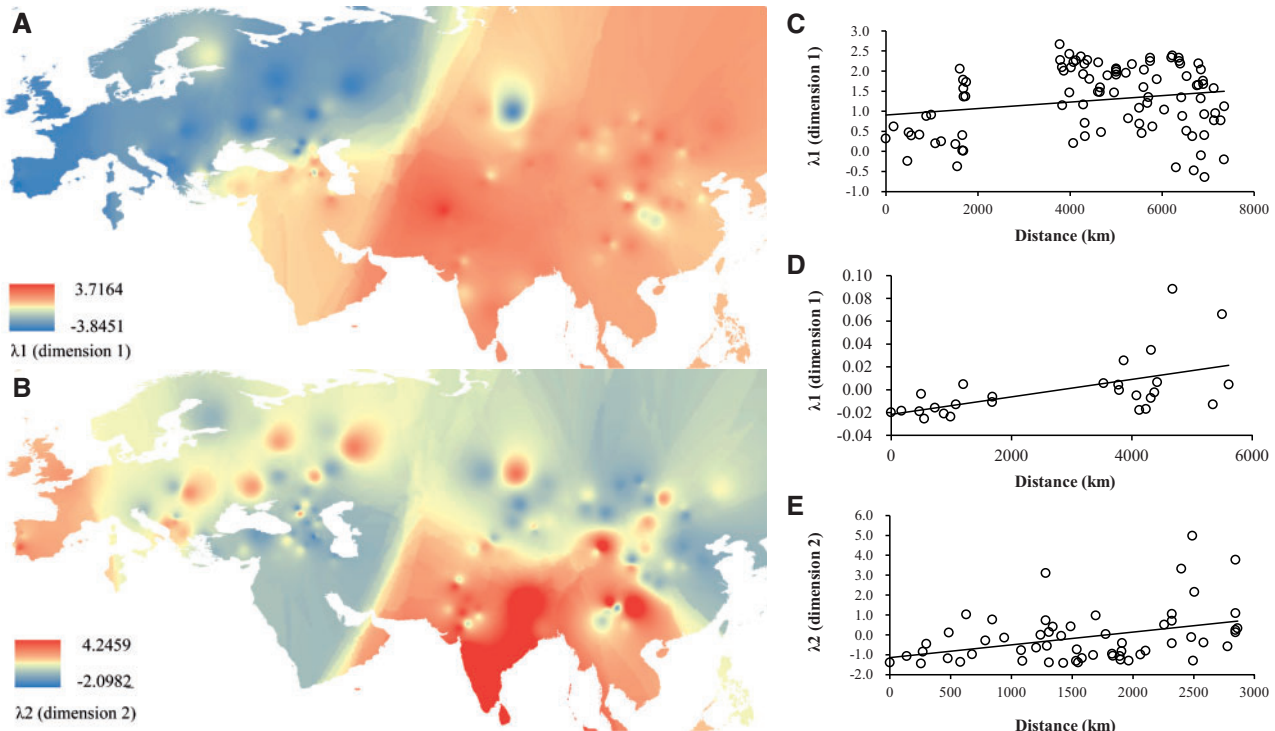 A
3.7164
-3.8451
λ1 (dimension 1)
B
4.2459
-2.0982
λ2 (dimension 2)
C
λ1 (dimension 1)
3.0
2.5
2.0
1.5
1.0
0.5
0.0
-0.5
-1.0
0 2000 4000 6000 8000
Distance (km)
D
λ1 (dimension 1)
0.10
0.08
0.06
0.04
0.02
0.00
-0.02
-0.04
0 2000 4000 6000
Distance (km)
E
λ2 (dimension 2)
6.0
5.0
4.0
3.0
2.0
1.0
0.0
-1.0
-2.0
0 500 1000 1500 2000 2500 3000
Distance (km)